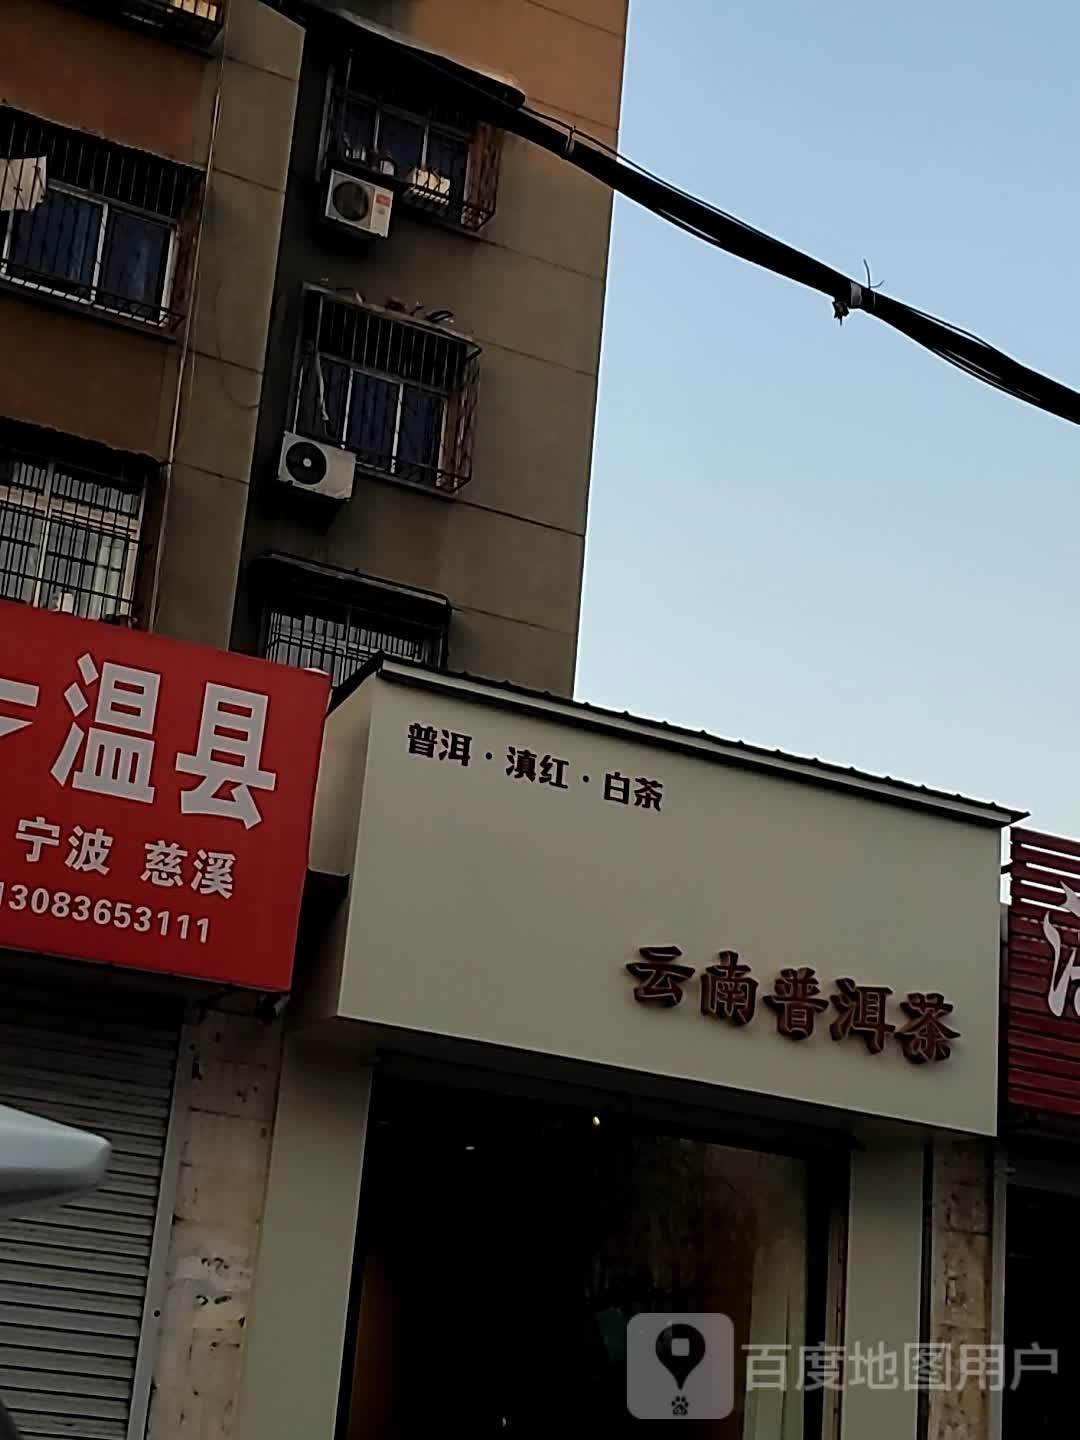 温县
宁波 慈溪
13083653111
普洱·滇红·白茶
云南普洱茶
百度地图用户